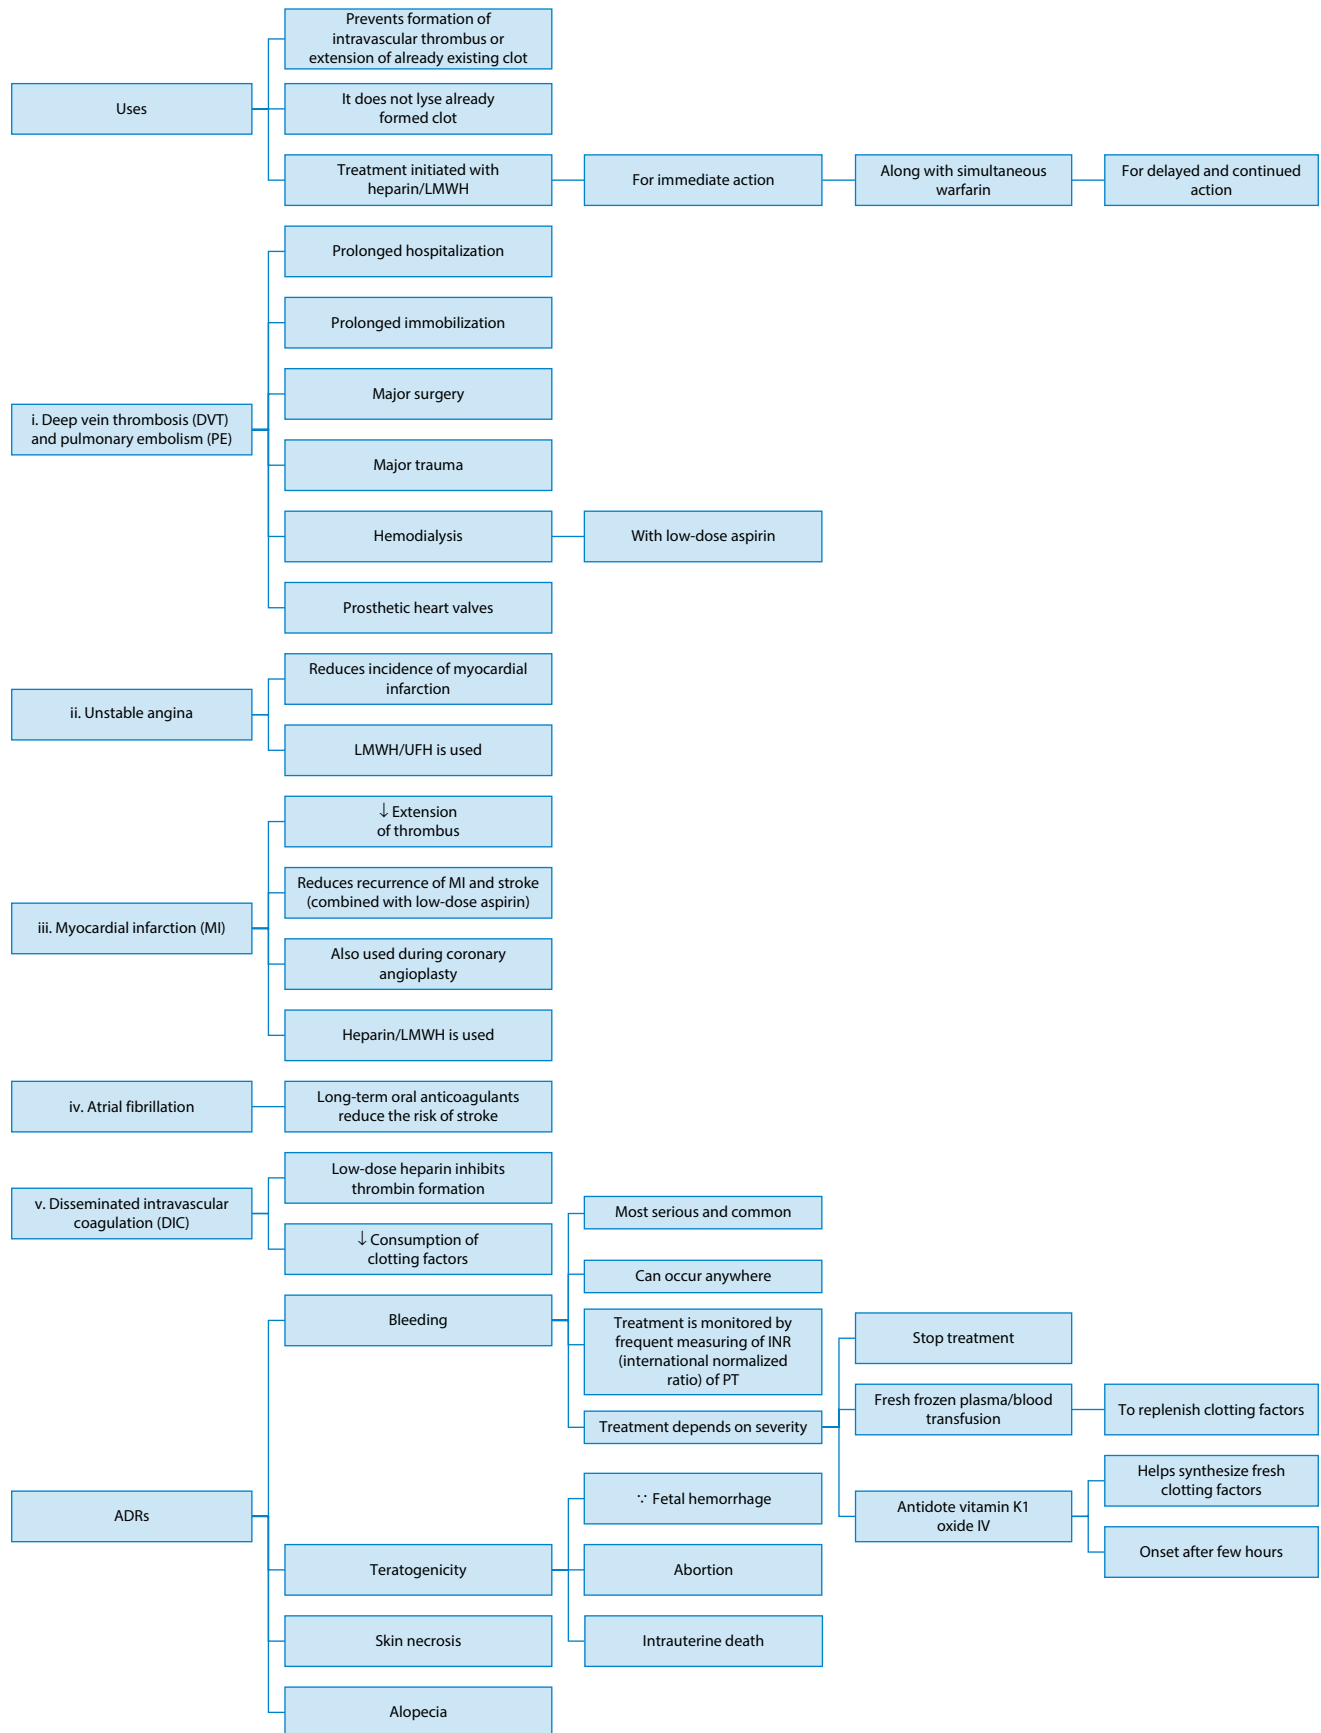 Uses
Prevents formation of
intravascular thrombus or
extension of already existing clot
It does not lyse already
formed clot
Treatment initiated with
heparin/LMWH
For immediate action
Along with simultaneous
warfarin
For delayed and continued
action
i. Deep vein thrombosis (DVT)
and pulmonary embolism (PE)
Prolonged hospitalization
Prolonged immobilization
Major surgery
Major trauma
Hemodialysis
With low-dose aspirin
Prosthetic heart valves
ii. Unstable angina
Reduces incidence of myocardial
infarction
LMWH/UFH is used
iii. Myocardial infarction (MI)
↓ Extension
of thrombus
Reduces recurrence of MI and stroke
(combined with low-dose aspirin)
Also used during coronary
angioplasty
Heparin/LMWH is used
iv. Atrial fibrillation
Long-term oral anticoagulants
reduce the risk of stroke
v. Disseminated intravascular
coagulation (DIC)
Low-dose heparin inhibits
thrombin formation
↓ Consumption of
clotting factors
ADRs
Bleeding
Most serious and common
Can occur anywhere
Treatment is monitored by
frequent measuring of INR
(international normalized
ratio) of PT
Treatment depends on severity
Stop treatment
Fresh frozen plasma/blood
transfusion
To replenish clotting factors
Antidote vitamin K1
oxide IV
Helps synthesize fresh
clotting factors
Onset after few hours
Teratogenicity
∵ Fetal hemorrhage
Abortion
Intrauterine death
Skin necrosis
Alopecia